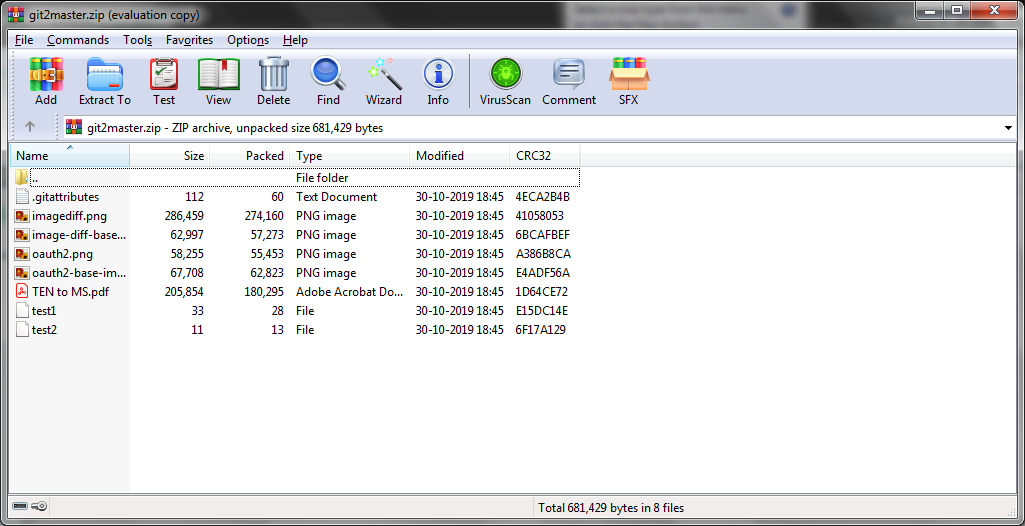 git2master.zip (evaluation copy)
File Commands Tools Favorites Options Help
Add Extract To Test View Delete Find Wizard Info VirusScan Comment SFX
git2master.zip - ZIP archive, unpacked size 681,429 bytes
Name Size Packed Type Modified CRC32
.. File folder
.gitattributes 112 60 Text Document 30-10-2019 18:45 4ECA2B4B
imagediff.png 286,459 274,160 PNG image 30-10-2019 18:45 41058053
image-diff-base... 62,997 57,273 PNG image 30-10-2019 18:45 6BCAFBEF
oauth2.png 58,255 55,453 PNG image 30-10-2019 18:45 A386B8CA
oauth2-base-im... 67,708 62,823 PNG image 30-10-2019 18:45 E4ADF56A
TEN to MS.pdf 205,854 180,295 Adobe Acrobat Do... 30-10-2019 18:45 1D64CE72
test1 33 28 File 30-10-2019 18:45 E15DC14E
test2 11 13 File 30-10-2019 18:45 6F17A129
Total 681,429 bytes in 8 files